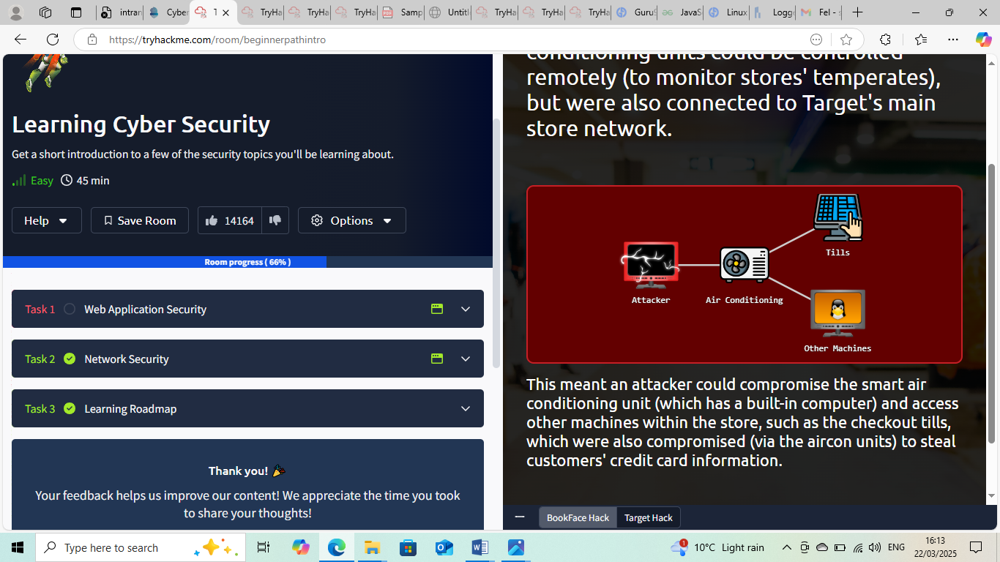 intran
Cyber
T
TryHa
TryHa
TryHa
Samp
Untitl
TryHa
TryHa
TryHa
GuruS
JavaS
Linux
Logge
Fel - s
https://tryhackme.com/room/beginnerpathintro
Learning Cyber Security
Get a short introduction to a few of the security topics you'll be learning about.
Easy 45 min
Help
Save Room
14164
Options
Room progress ( 66% )
Task 1 Web Application Security
Task 2 Network Security
Task 3 Learning Roadmap
Thank you!
Your feedback helps us improve our content! We appreciate the time you took
to share your thoughts!
conditioning units could be controlled
remotely (to monitor stores' temperates),
but were also connected to Target's main
store network.
Tills
Attacker
Air Conditioning
Other Machines
This meant an attacker could compromise the smart air
conditioning unit (which has a built-in computer) and access
other machines within the store, such as the checkout tills,
which were also compromised (via the aircon units) to steal
customers' credit card information.
BookFace Hack
Target Hack
Type here to search
1
10°C Light rain
ENG
16:13
22/03/2025